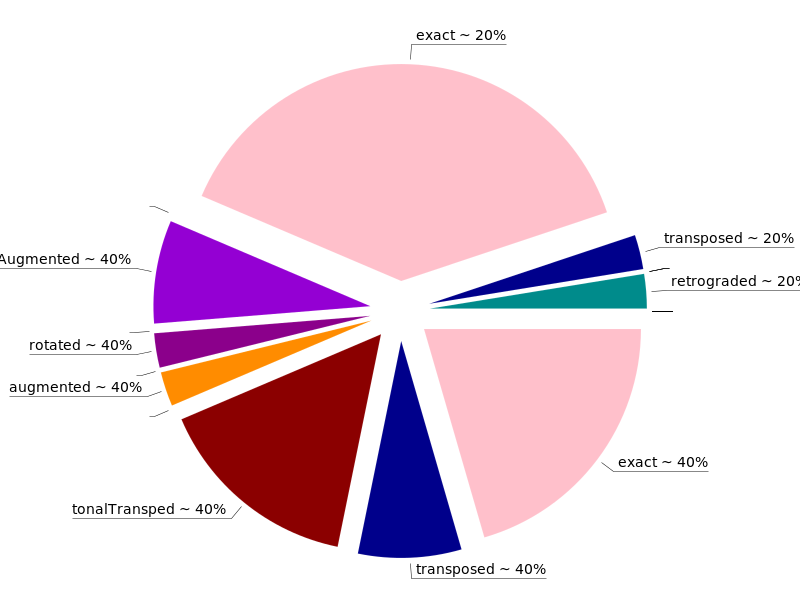 exact ~ 20%
transposed ~ 20%
Augmented ~ 40%
retrograded ~ 20%
rotated ~ 40%
augmented ~ 40%
exact ~ 40%
tonalTransped ~ 40%
transposed ~ 40%